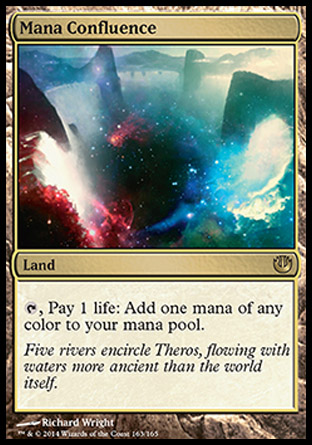 Mana Confluence
Land
, Pay 1 life: Add one mana of any
color to your mana pool.
Five rivers encircle Theros, flowing with
waters more ancient than the world
itself.
Richard Wright
™ & © 2014 Wizards of the Coast 163/165